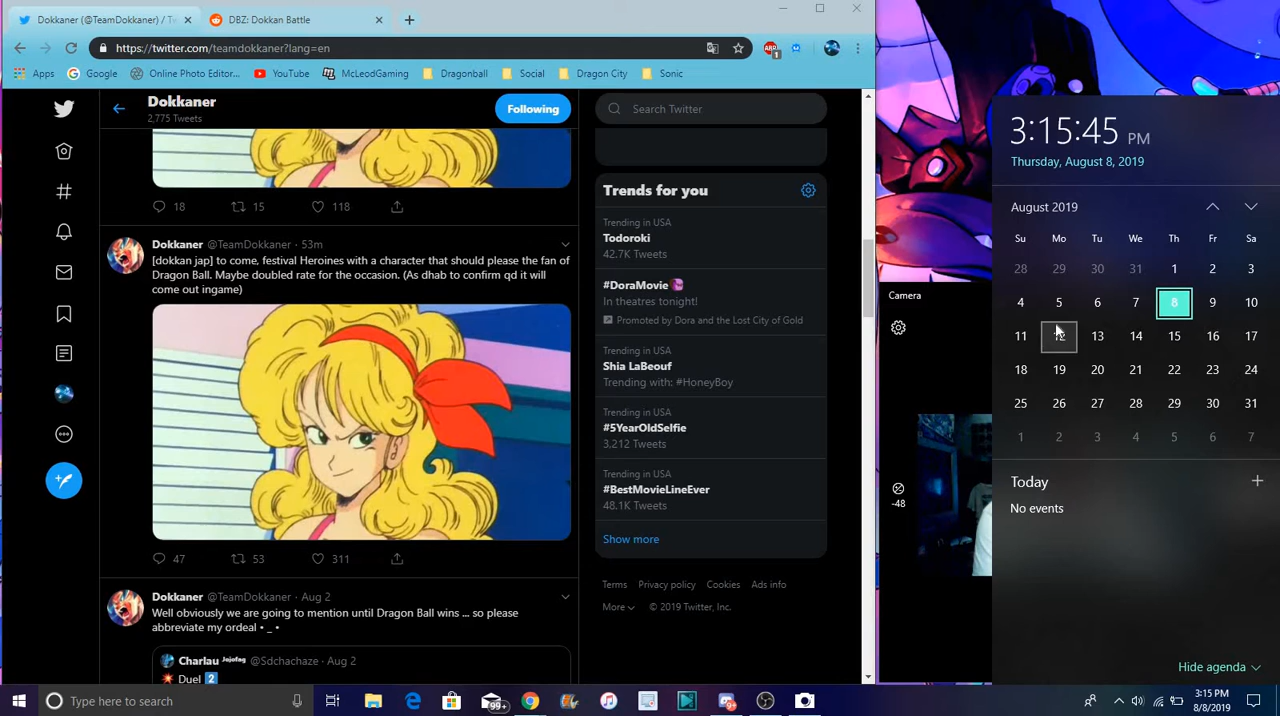 Dokkaner (@TeamDokkaner) / Tw
DBZ: Dokkan Battle
https://twitter.com/teamdokkaner?lang=en
Apps
Google
Online Photo Editor...
YouTube
McLeodGaming
Dragonball
Social
Dragon City
Sonic
Dokkaner
2,775 Tweets
Following
Search Twitter
18
15
118
Dokkaner @TeamDokkaner · 53m
[dokkan jap] to come, festival Heroines with a character that should please the fan of
Dragon Ball. Maybe doubled rate for the occasion. (As dhab to confirm qd it will
come out ingame)
47
53
311
Dokkaner @TeamDokkaner · Aug 2
Well obviously we are going to mention until Dragon Ball wins ... so please
abbreviate my ordeal • _ •
Charlau Jojofag @Sdchachaze · Aug 2
Duel 2
Trends for you
Trending in USA
Todoroki
42.7K Tweets
#DoraMovie
In theatres tonight!
Promoted by Dora and the Lost City of Gold
Trending in USA
Shia LaBeouf
Trending with: #HoneyBoy
Trending in USA
#5YearOldSelfie
3,212 Tweets
Trending in USA
#BestMovieLineEver
48.1K Tweets
Show more
Terms Privacy policy Cookies Ads info
More © 2019 Twitter, Inc.
Camera
-48
3:15:45 PM
Thursday, August 8, 2019
August 2019
Su Mo Tu We Th Fr Sa
28 29 30 31 1 2 3
4 5 6 7 8 9 10
11 12 13 14 15 16 17
18 19 20 21 22 23 24
25 26 27 28 29 30 31
1 2 3 4 5 6 7
Today
No events
Hide agenda
Type here to search
99+
9+
3:15 PM
8/8/2019